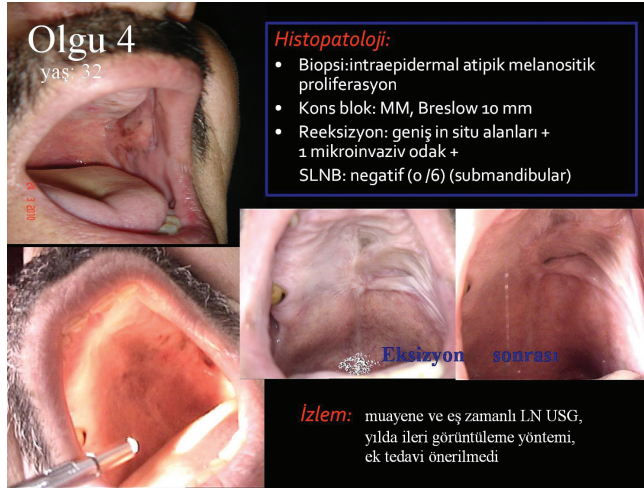 Olgu 4
yaş: 32
Histopatoloji:
• Biopsi:intraepidermal atipik melanositik
proliferasyon
• Kons blok: MM, Breslow 10 mm
• Reeksizyon: geniş in situ alanları +
1 mikroinvaziv odak +
SLNB: negatif (0 /6) (submandibular)
Eksizyon sonrası
İzlem: muayene ve eş zamanlı LN USG,
yılda ileri görüntüleme yöntemi,
ek tedavi önerilmedi